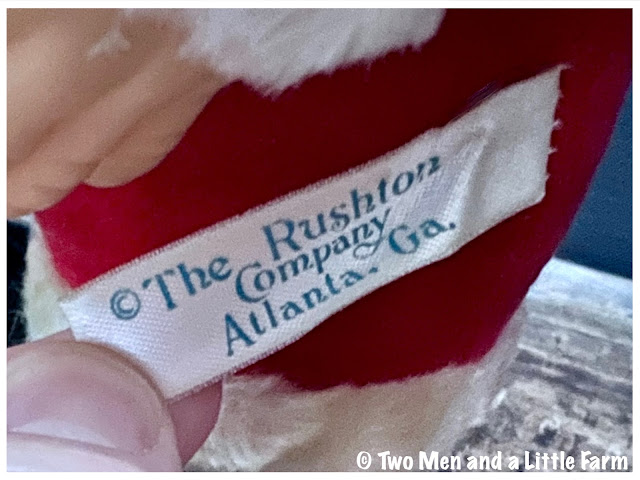 © The Rushton
Company
Atlanta. Ga.
© Two Men and a Little Farm